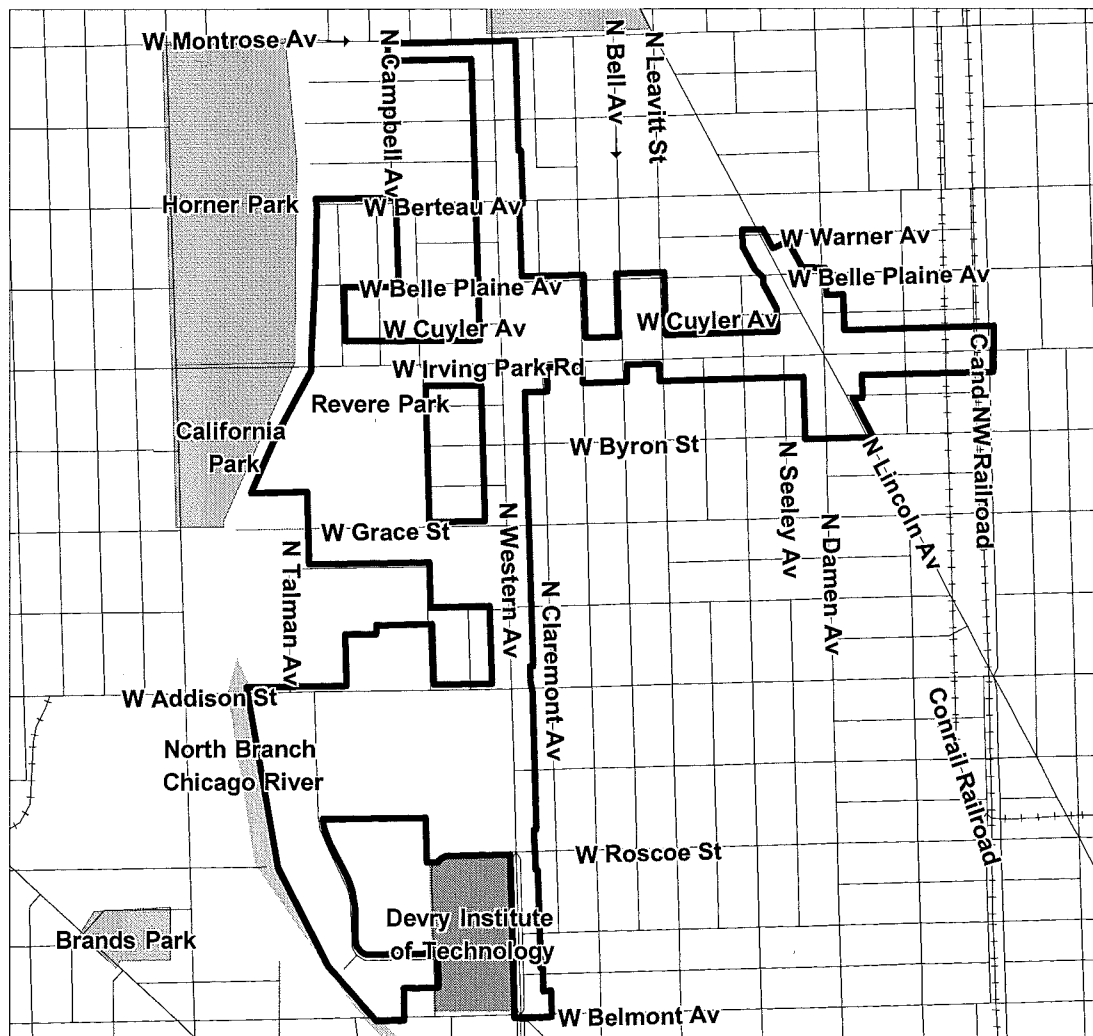 W Montrose Av
N Campbell Av
N Bell Av
N Leavitt St
Horner Park
W Berteau Av
W Warner Av
W Belle Plaine Av
W Belle Plaine Av
W Cuyler Av
W Cuyler Av
W Irving Park Rd
C and NW Railroad
Revere Park
California
Park
W Byron St
N Seeley Av
N Lincoln Av
W Grace St
N Western Av
N Damen Av
N Talman Av
N Claremont Av
W Addison St
North Branch
Chicago River
Conrail Railroad
W Roscoe St
Devry Institute
of Technology
Brands Park
W Belmont Av